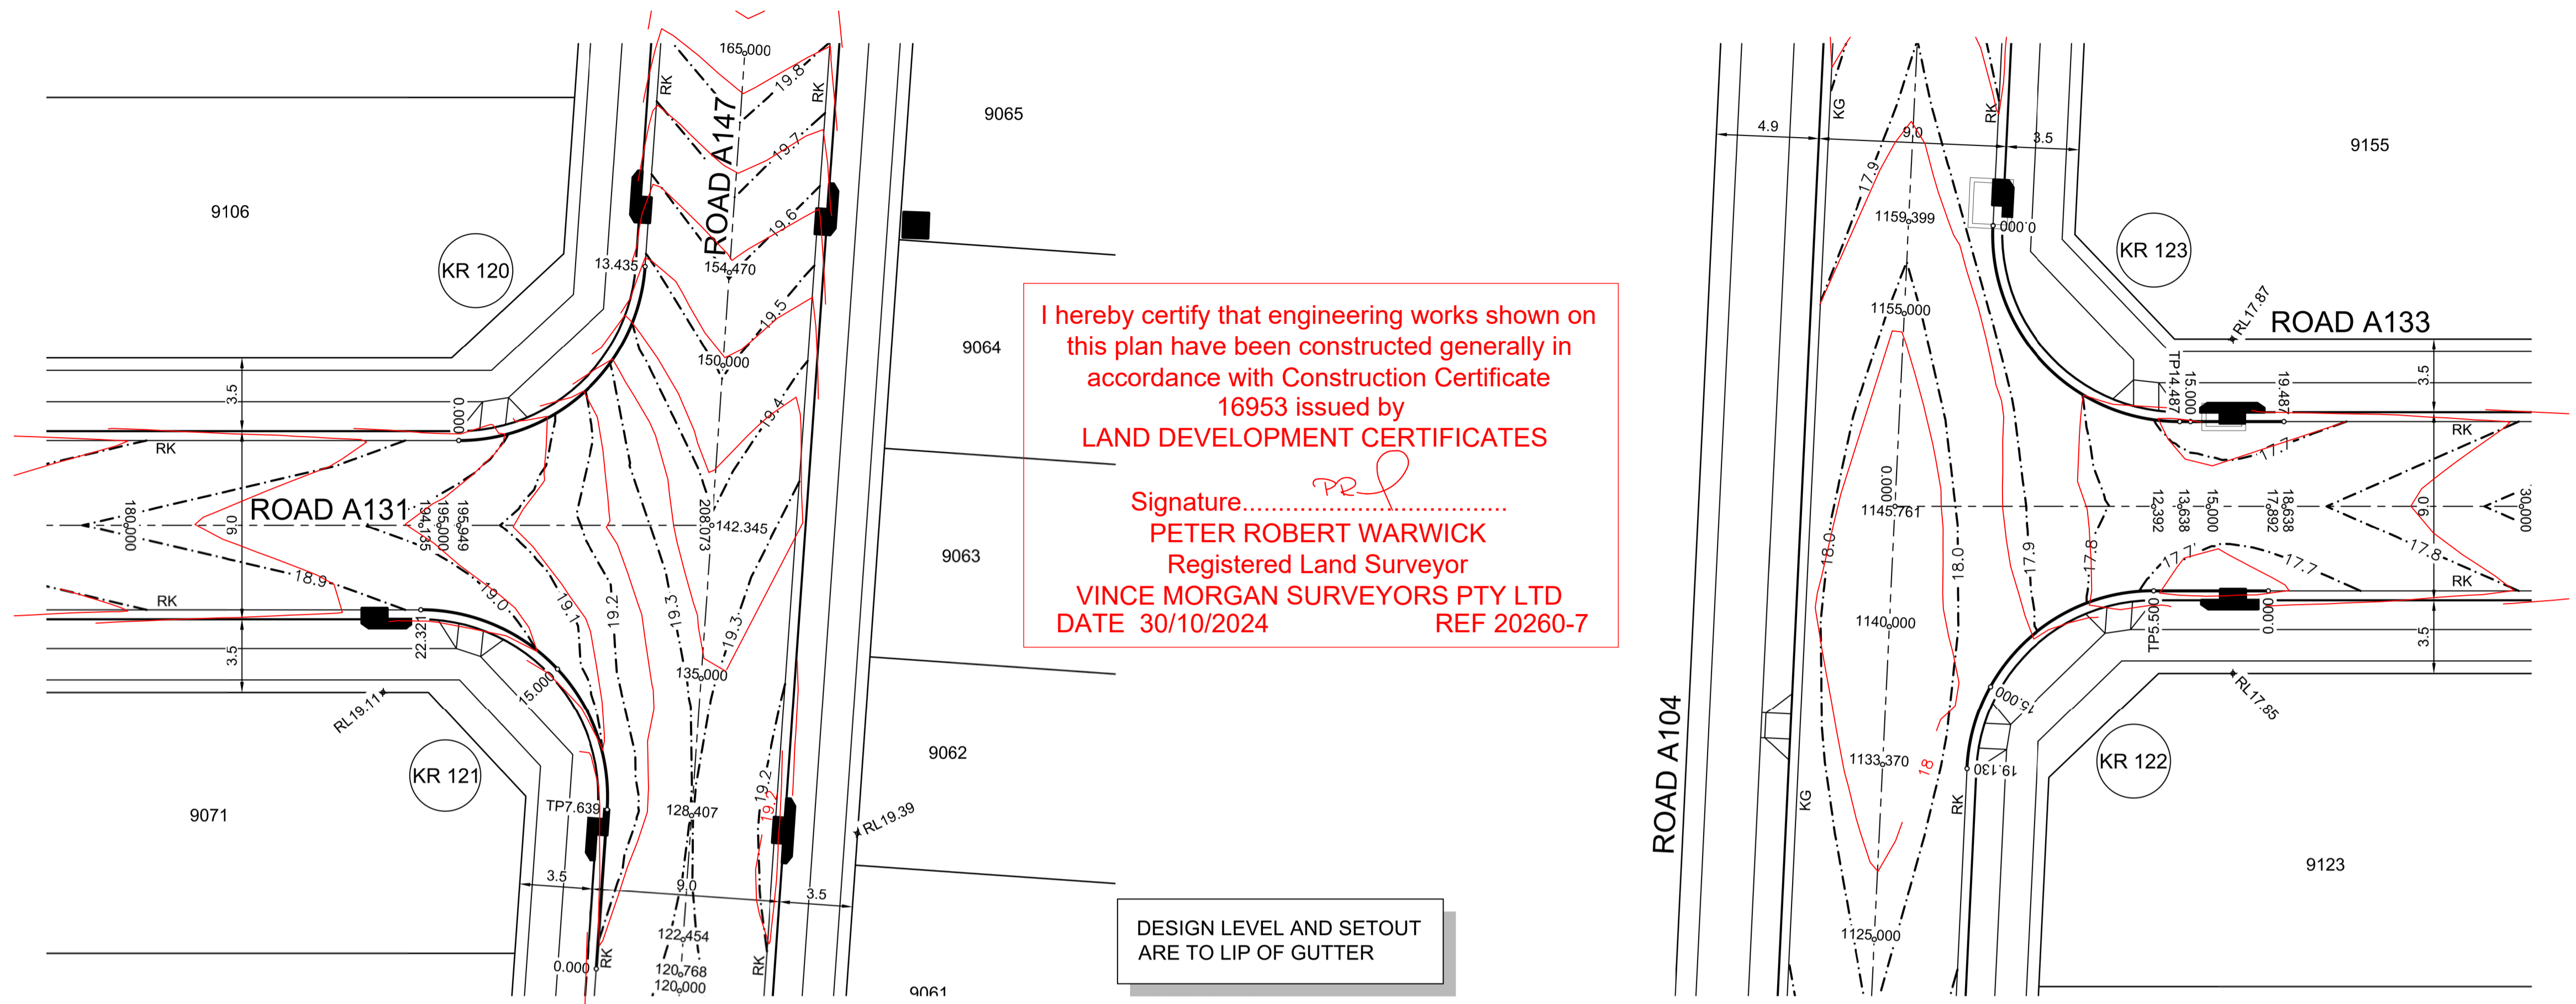 165.000
19.8
RK
RK
ROAD A147
9065
19.7
9106
19.6
KR 120
13.435
154.470
19.5
9064
150.000
3.5
0.000
19.4
RK
ROAD A131
180.000
9.0
194.135
195.000
195.949
208.073
142.345
9063
18.9
19.0
19.1
19.2
19.3
19.3
RK
22.321
3.5
15.000
135.000
RL19.11
KR 121
9062
19.2
19.2
TP7.639
128.407
RL19.39
9071
3.5
9.0
3.5
122.454
0.000
RK
RK
120.768
120.000
9061
I hereby certify that engineering works shown on
this plan have been constructed generally in
accordance with Construction Certificate
16953 issued by
LAND DEVELOPMENT CERTIFICATES
PR
Signature........................................
PETER ROBERT WARWICK
Registered Land Surveyor
VINCE MORGAN SURVEYORS PTY LTD
DATE 30/10/2024 REF 20260-7
DESIGN LEVEL AND SETOUT
ARE TO LIP OF GUTTER
KG
RK
4.9
9.0
3.5
9155
17.9
1159.399
0.000
KR 123
RL17.87
ROAD A133
1155.000
TP14.487
15.000
19.487
3.5
RK
17.7
0.000
1145.761
12.392
13.638
15.000
17.892
18.638
9.0
30.000
18.0
18.0
17.9
17.8
17.7
17.7
17.8
RK
1140.000
TP5.500
0.000
3.5
15.000
RL17.85
ROAD A104
1133.370
18
19.130
KR 122
KG
RK
9123
1125.000